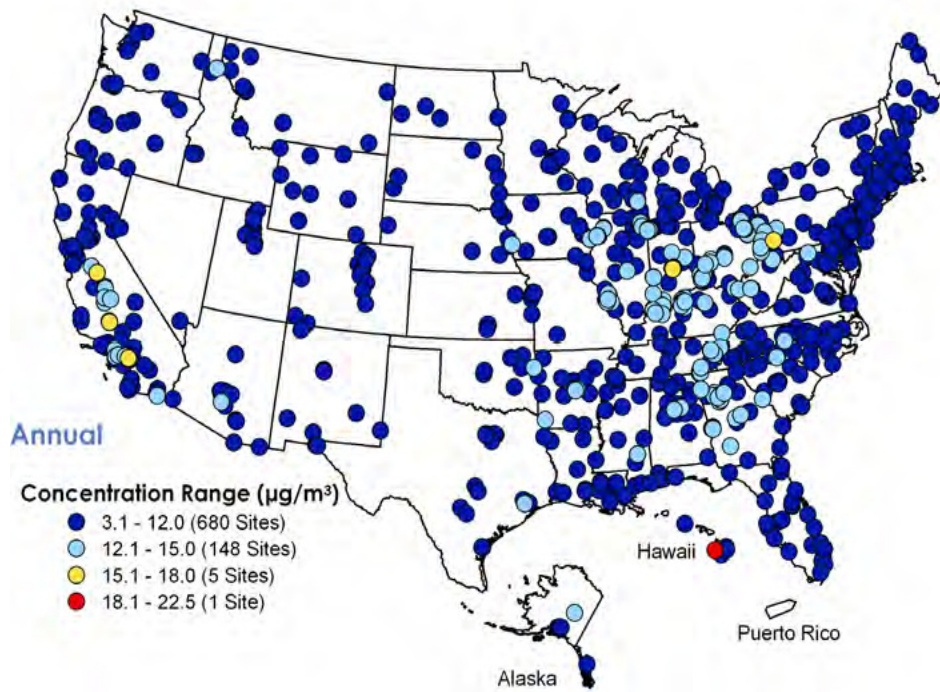 Annual
Concentration Range (µg/m³)
3.1 - 12.0 (680 Sites)
12.1 - 15.0 (148 Sites)
15.1 - 18.0 (5 Sites)
18.1 - 22.5 (1 Site)
Hawaii
Puerto Rico
Alaska